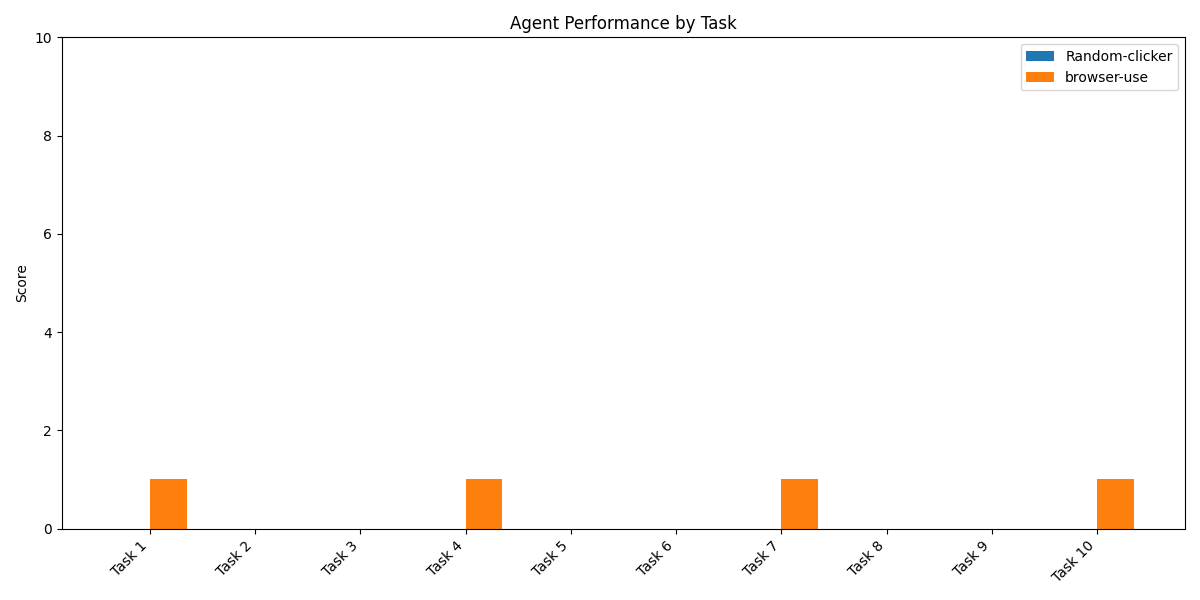 Agent Performance by Task
Random-clicker
browser-use
Score
10
8
6
4
2
0
Task 1
Task 2
Task 3
Task 4
Task 5
Task 6
Task 7
Task 8
Task 9
Task 10